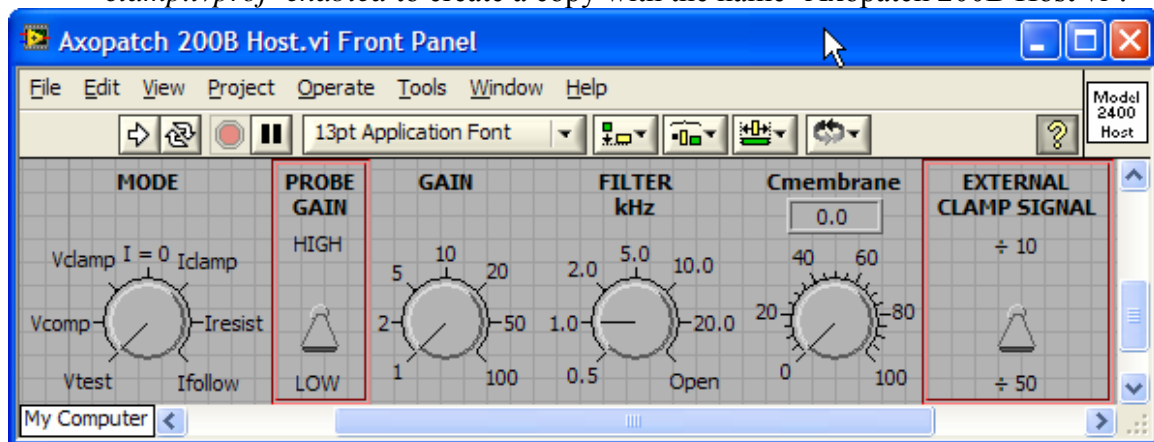 clampit.vproj" enabled to create a copy with the name "Axopatch 200B Host vi".
Axopatch 200B Host.vi Front Panel
File Edit View Project Operate Tools Window Help
Model
2400
Host
13pt Application Font
?
MODE
Vclamp
I = 0
Iclamp
Vcomp
Iresist
Vtest
Ifollow
PROBE
GAIN
HIGH
LOW
GAIN
5
10
20
2
50
1
100
FILTER
kHz
2.0
5.0
10.0
1.0
20.0
0.5
Open
Cmembrane
0.0
40
60
20
80
0
100
EXTERNAL
CLAMP SIGNAL
÷ 10
÷ 50
My Computer